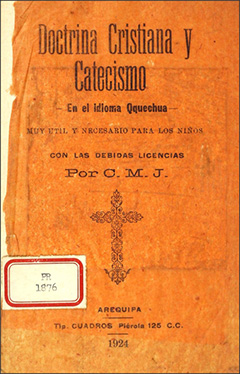 Doctrina Cristiana y
Catecismo
En el idioma Qquechua
MUY UTIL Y NECESARIO PARA LOS NIÑOS
CON LAS DEBIDAS LICENCIAS
Por C. M. J.
FR
1876
AREQUIPA
Tip. CUADROS Piérola 125 C.C.
1924